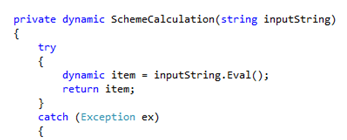 private dynamic SchemeCalculation(string inputString)
{
    try
    {
        dynamic item = inputString.Eval();
        return item;
    }
    catch (Exception ex)
    {